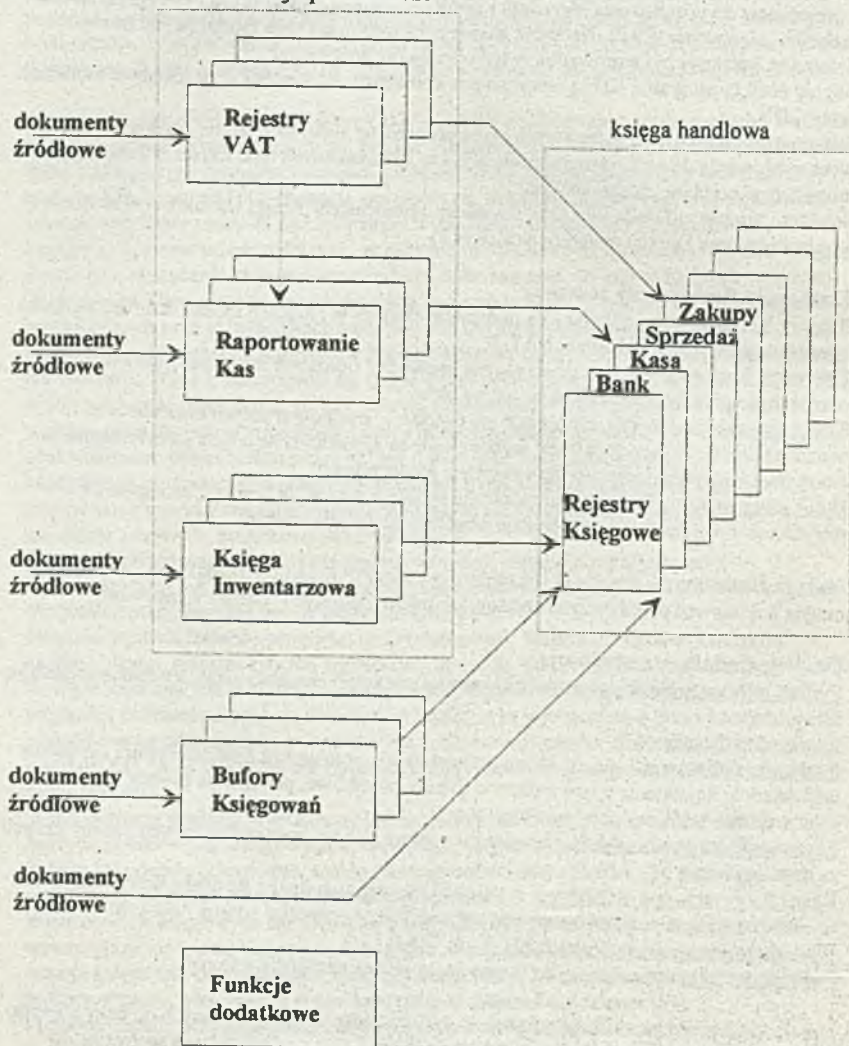 dokumenty
źródłowe
Rejestry
VAT
księga handlowa
dokumenty
źródłowe
Raportowanie
Kas
Zakupy
Sprzedaż
Kasa
Bank
Rejestry
Księgowe
dokumenty
źródłowe
Księga
Inwentarzowa
dokumenty
źródłowe
Bufory
Księgowań
dokumenty
źródłowe
Funkcje
dodatkowe